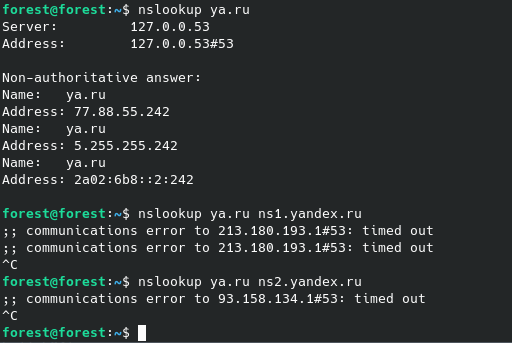 forest@forest:~$ nslookup ya.ru
Server:         127.0.0.53
Address:        127.0.0.53#53

Non-authoritative answer:
Name:   ya.ru
Address: 77.88.55.242
Name:   ya.ru
Address: 5.255.255.242
Name:   ya.ru
Address: 2a02:6b8::2:242

forest@forest:~$ nslookup ya.ru ns1.yandex.ru
;; communications error to 213.180.193.1#53: timed out
;; communications error to 213.180.193.1#53: timed out
^C
forest@forest:~$ nslookup ya.ru ns2.yandex.ru
;; communications error to 93.158.134.1#53: timed out
^C
forest@forest:~$